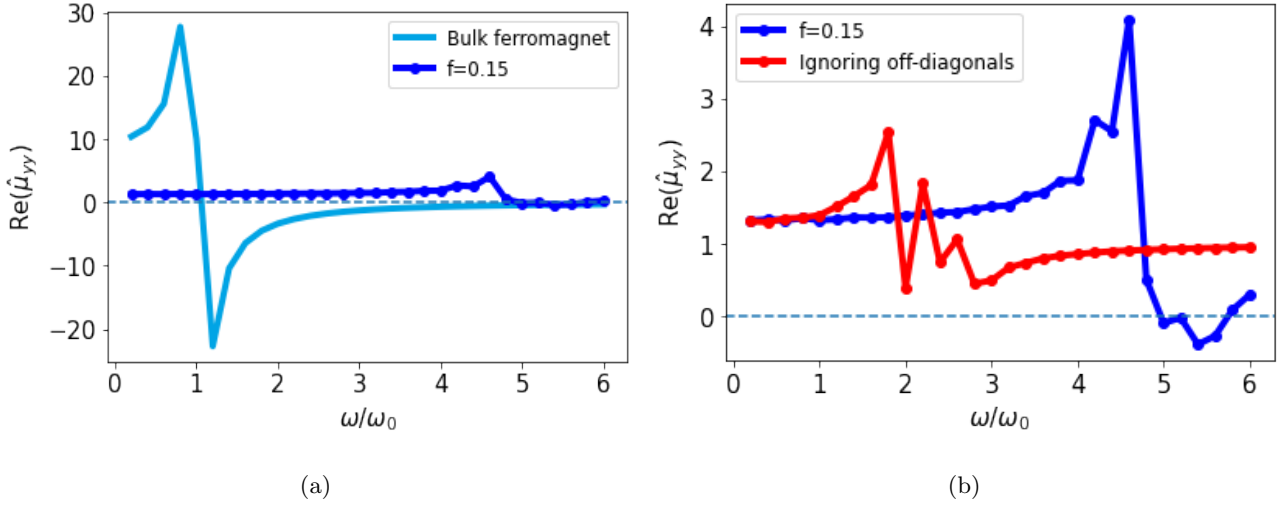 30
20
10
0
−10
−20
Re(μ̂yy)
Bulk ferromagnet
f=0.15
0 1 2 3 4 5 6
ω/ω0
(a)
4
3
2
1
0
Re(μ̂yy)
f=0.15
Ignoring off-diagonals
0 1 2 3 4 5 6
ω/ω0
(b)